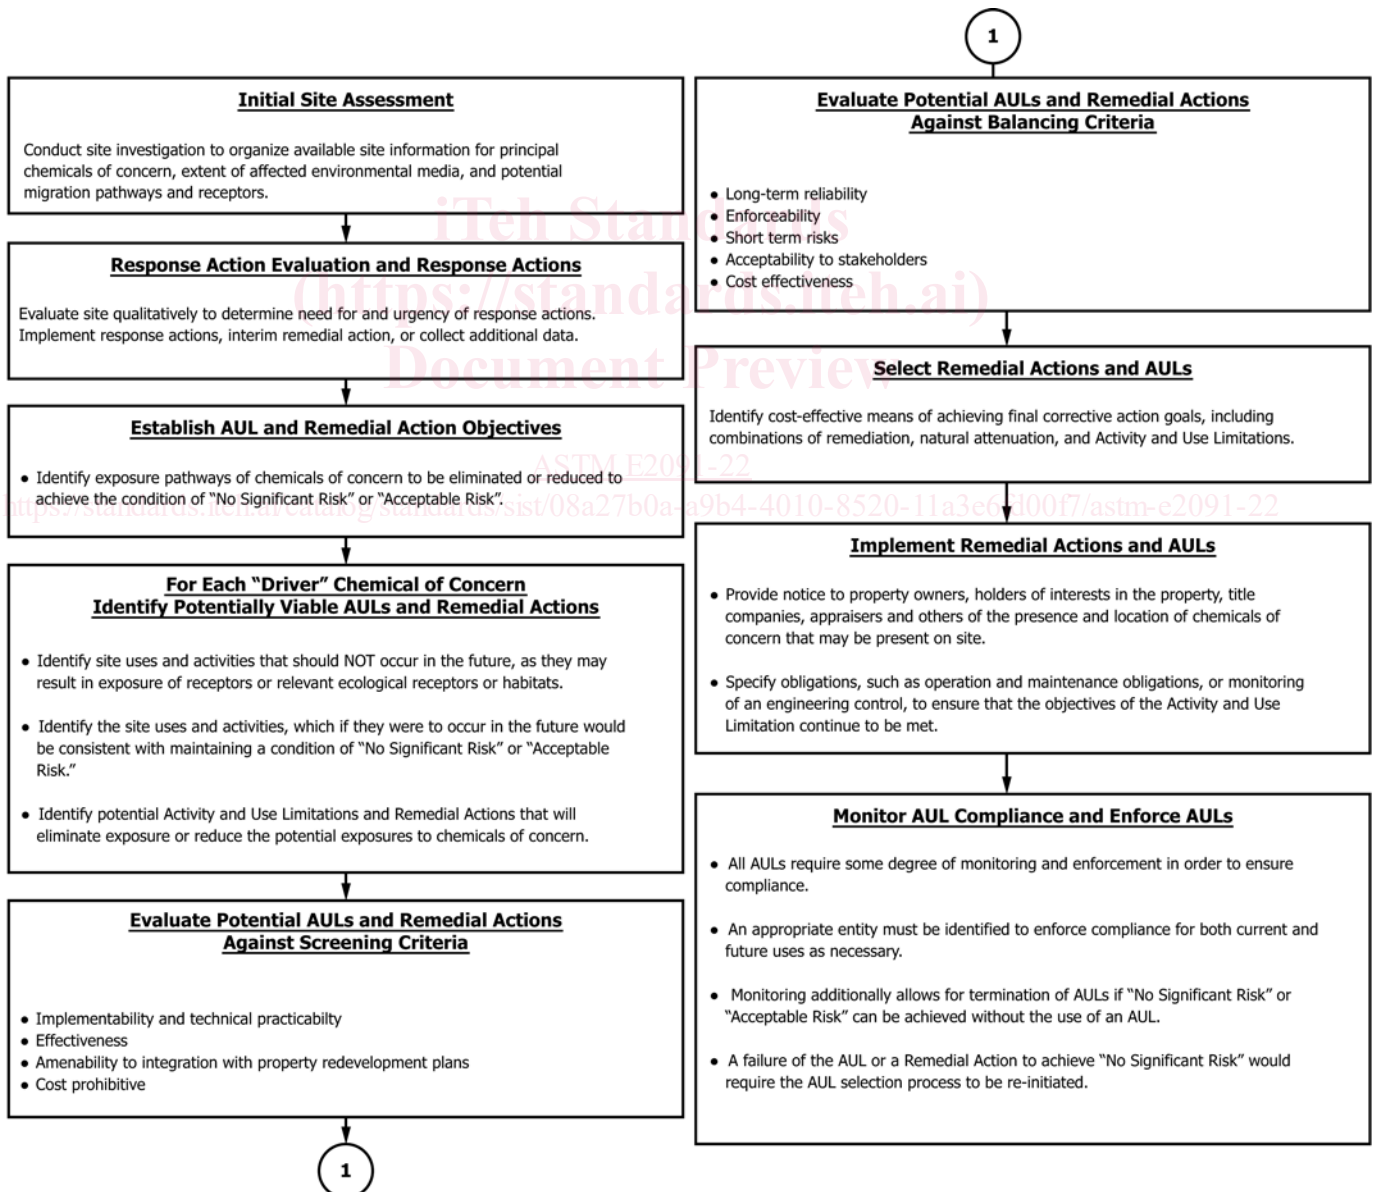 Initial Site Assessment
Conduct site investigation to organize available site information for principal
chemicals of concern, extent of affected environmental media, and potential
migration pathways and receptors.
Response Action Evaluation and Response Actions
Evaluate site qualitatively to determine need for and urgency of response actions.
Implement response actions, interim remedial action, or collect additional data.
Establish AUL and Remedial Action Objectives
● Identify exposure pathways of chemicals of concern to be eliminated or reduced to
achieve the condition of “No Significant Risk” or “Acceptable Risk”.
For Each “Driver” Chemical of Concern
Identify Potentially Viable AULs and Remedial Actions
● Identify site uses and activities that should NOT occur in the future, as they may
result in exposure of receptors or relevant ecological receptors or habitats.
● Identify the site uses and activities, which if they were to occur in the future would
be consistent with maintaining a condition of “No Significant Risk” or “Acceptable
Risk.”
● Identify potential Activity and Use Limitations and Remedial Actions that will
eliminate exposure or reduce the potential exposures to chemicals of concern.
Evaluate Potential AULs and Remedial Actions
Against Screening Criteria
● Implementability and technical practicabilty
● Effectiveness
● Amenability to integration with property redevelopment plans
● Cost prohibitive
1
1
Evaluate Potential AULs and Remedial Actions
Against Balancing Criteria
● Long-term reliability
● Enforceability
● Short term risks
● Acceptability to stakeholders
● Cost effectiveness
Select Remedial Actions and AULs
Identify cost-effective means of achieving final corrective action goals, including
combinations of remediation, natural attenuation, and Activity and Use Limitations.
Implement Remedial Actions and AULs
● Provide notice to property owners, holders of interests in the property, title
companies, appraisers and others of the presence and location of chemicals of
concern that may be present on site.
● Specify obligations, such as operation and maintenance obligations, or monitoring
of an engineering control, to ensure that the objectives of the Activity and Use
Limitation continue to be met.
Monitor AUL Compliance and Enforce AULs
● All AULs require some degree of monitoring and enforcement in order to ensure
compliance.
● An appropriate entity must be identified to enforce compliance for both current and
future uses as necessary.
● Monitoring additionally allows for termination of AULs if “No Significant Risk” or
“Acceptable Risk” can be achieved without the use of an AUL.
● A failure of the AUL or a Remedial Action to achieve “No Significant Risk” would
require the AUL selection process to be re-initiated.
iTeh Standards
(https://standards.iteh.ai)
Document Preview
ASTM E2091-22
https://standards.iteh.ai/catalog/standards/sist/08a27b0a-a9b4-4010-8520-11a3e6fd00f7/astm-e2091-22